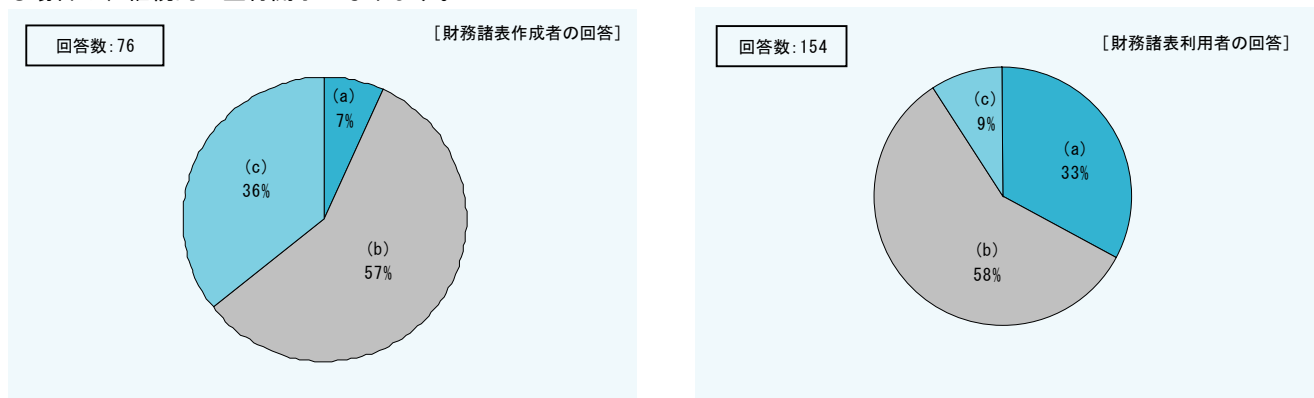 回答数:76
[財務諸表作成者の回答]
(a)
7%
(c)
36%
(b)
57%
回答数:154
[財務諸表利用者の回答]
(c)
9%
(a)
33%
(b)
58%